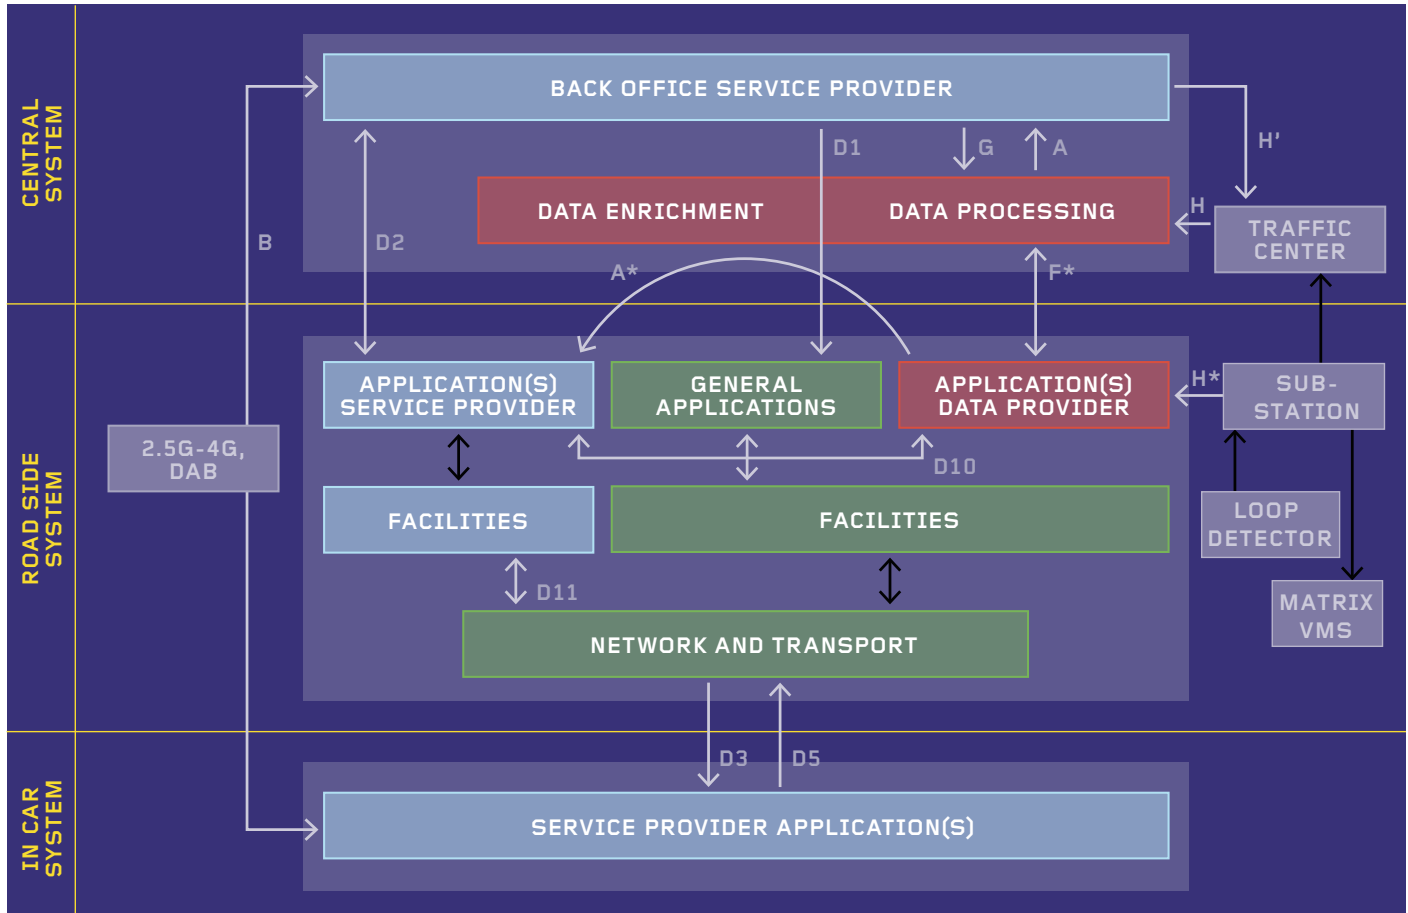 CENTRAL
SYSTEM
BACK OFFICE SERVICE PROVIDER
D1
G
A
H'
B
D2
DATA ENRICHMENT
DATA PROCESSING
H
TRAFFIC
CENTER
A*
F*
ROAD SIDE
SYSTEM
APPLICATION(S)
SERVICE PROVIDER
GENERAL
APPLICATIONS
APPLICATION(S)
DATA PROVIDER
H*
SUB-
STATION
2.5G-4G,
DAB
D10
FACILITIES
FACILITIES
LOOP
DETECTOR
D11
MATRIX
VMS
NETWORK AND TRANSPORT
D3
D5
IN CAR
SYSTEM
SERVICE PROVIDER APPLICATION(S)